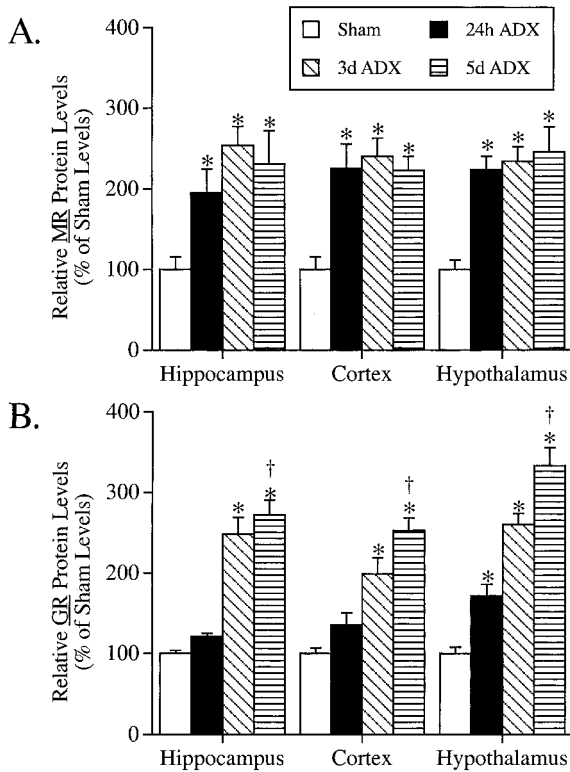 A.
Sham
24h ADX
3d ADX
5d ADX
Relative MR Protein Levels
(% of Sham Levels)
400
300
200
100
0
* * *
* * *
* * *
Hippocampus
Cortex
Hypothalamus
B.
Relative GR Protein Levels
(% of Sham Levels)
400
300
200
100
0
* † *
* † *
* * † *
Hippocampus
Cortex
Hypothalamus